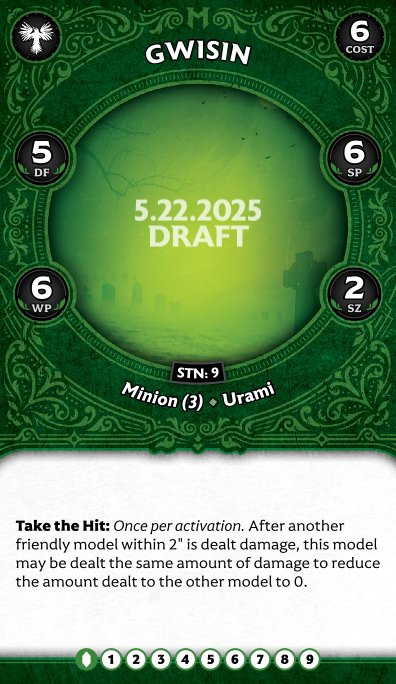 6
COST
GWISIN
5
DF
6
SP
5.22.2025
DRAFT
6
WP
2
SZ
STN: 9
Minion (3) ◆ Urami
Take the Hit: Once per activation. After another
friendly model within 2" is dealt damage, this model
may be dealt the same amount of damage to reduce
the amount dealt to the other model to 0.
1 2 3 4 5 6 7 8 9